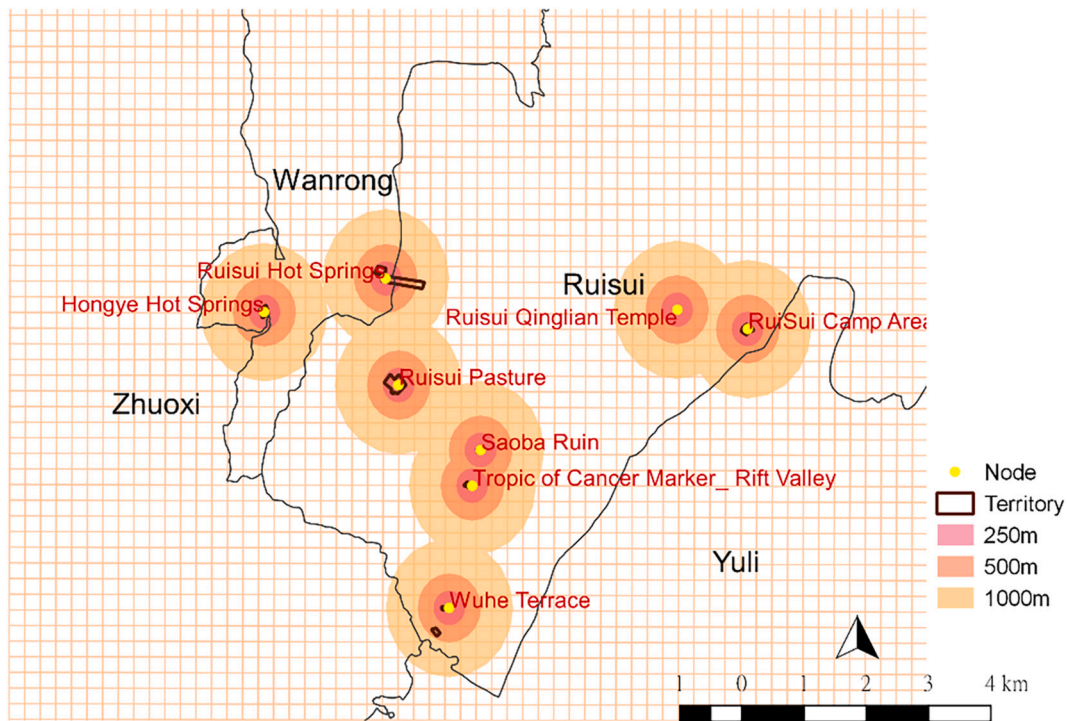 Wanrong
Ruisui Hot Springs
Ruisui
Hongye Hot Springs
Ruisui Qinglian Temple
RuiSui Camp Area
Ruisui Pasture
Zhuoxi
Saoba Ruin
Tropic of Cancer Marker_ Rift Valley
Yuli
Wuhe Terrace
Node
Territory
250m
500m
1000m
1 0 1 2 3 4 km